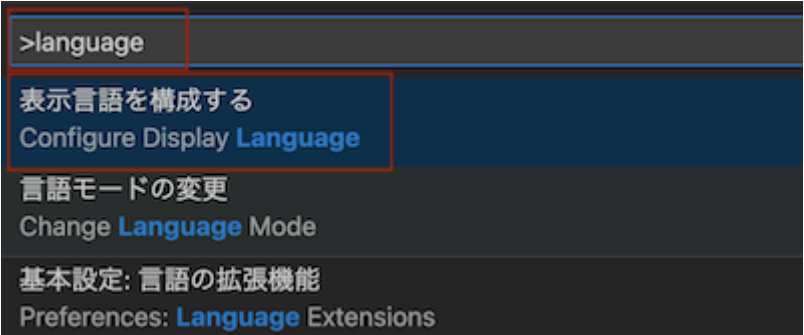 >language
表示言語を構成する
Configure Display Language
言語モードの変更
Change Language Mode
基本設定: 言語の拡張機能
Preferences: Language Extensions